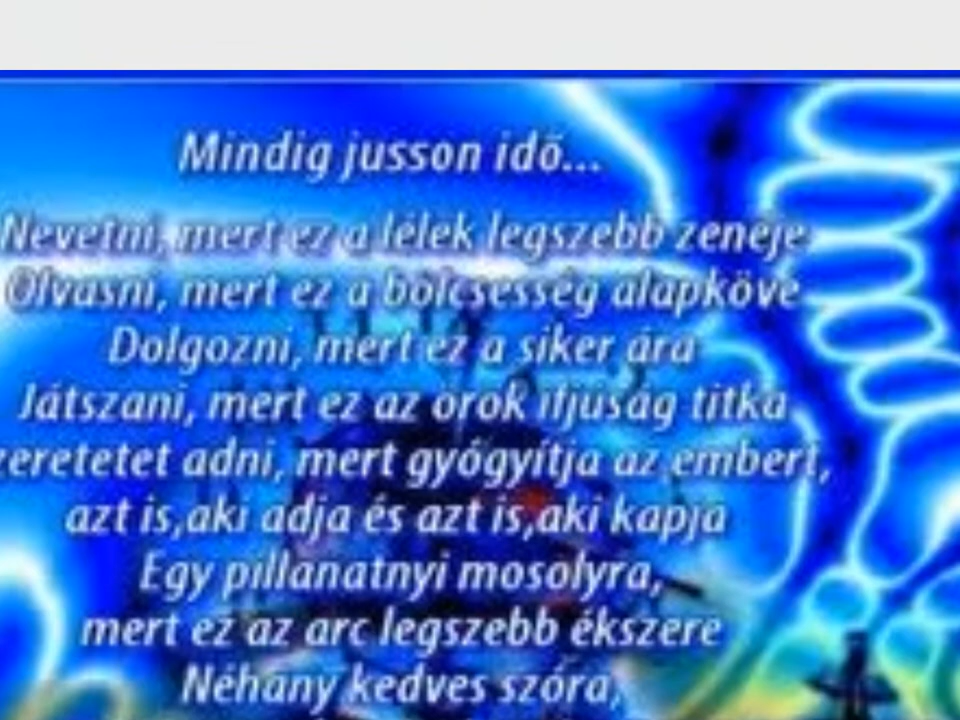 Mindig jusson idő...
Nevetni, mert ez a lélek legszebb zenéje
Olvasni, mert ez a bölcsesség alapköve
Dolgozni, mert ez a siker ára
Játszani, mert ez az örök ifjúság titka
zeretetet adni, mert gyógyítja az embert,
azt is,aki adja és azt is,aki kapja
Egy pillanatnyi mosolyra,
mert ez az arc legszebb ékszere
Néhány kedves szóra,